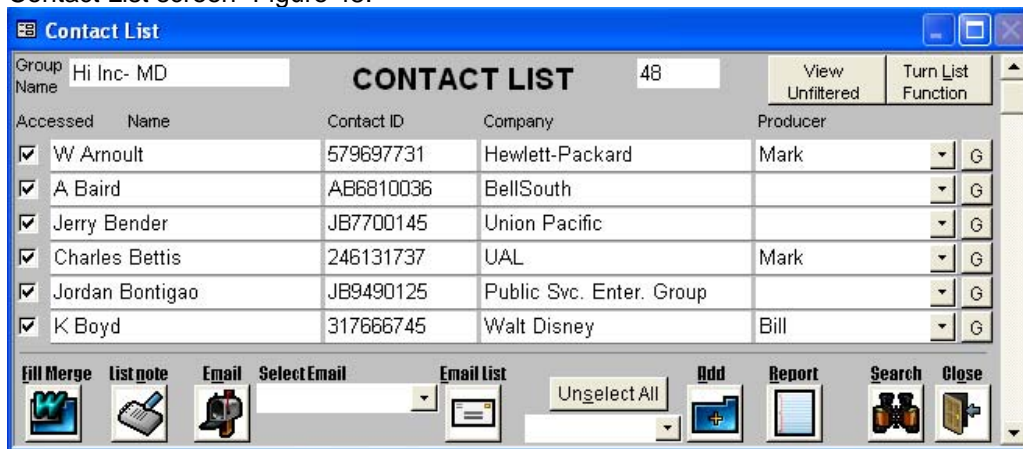 Contact List screen Figure 48.
Contact List
Group Name Hi Inc- MD CONTACT LIST 48 View Unfiltered Turn List Function
Accessed Name Contact ID Company Producer
W Arnoult 579697731 Hewlett-Packard Mark G
A Baird AB6810036 BellSouth G
Jerry Bender JB7700145 Union Pacific G
Charles Bettis 246131737 UAL Mark G
Jordan Bontigao JB9490125 Public Svc. Enter. Group G
K Boyd 317666745 Walt Disney Bill G
Fill Merge List note Email Select Email Email List Unselect All Add Report Search Close